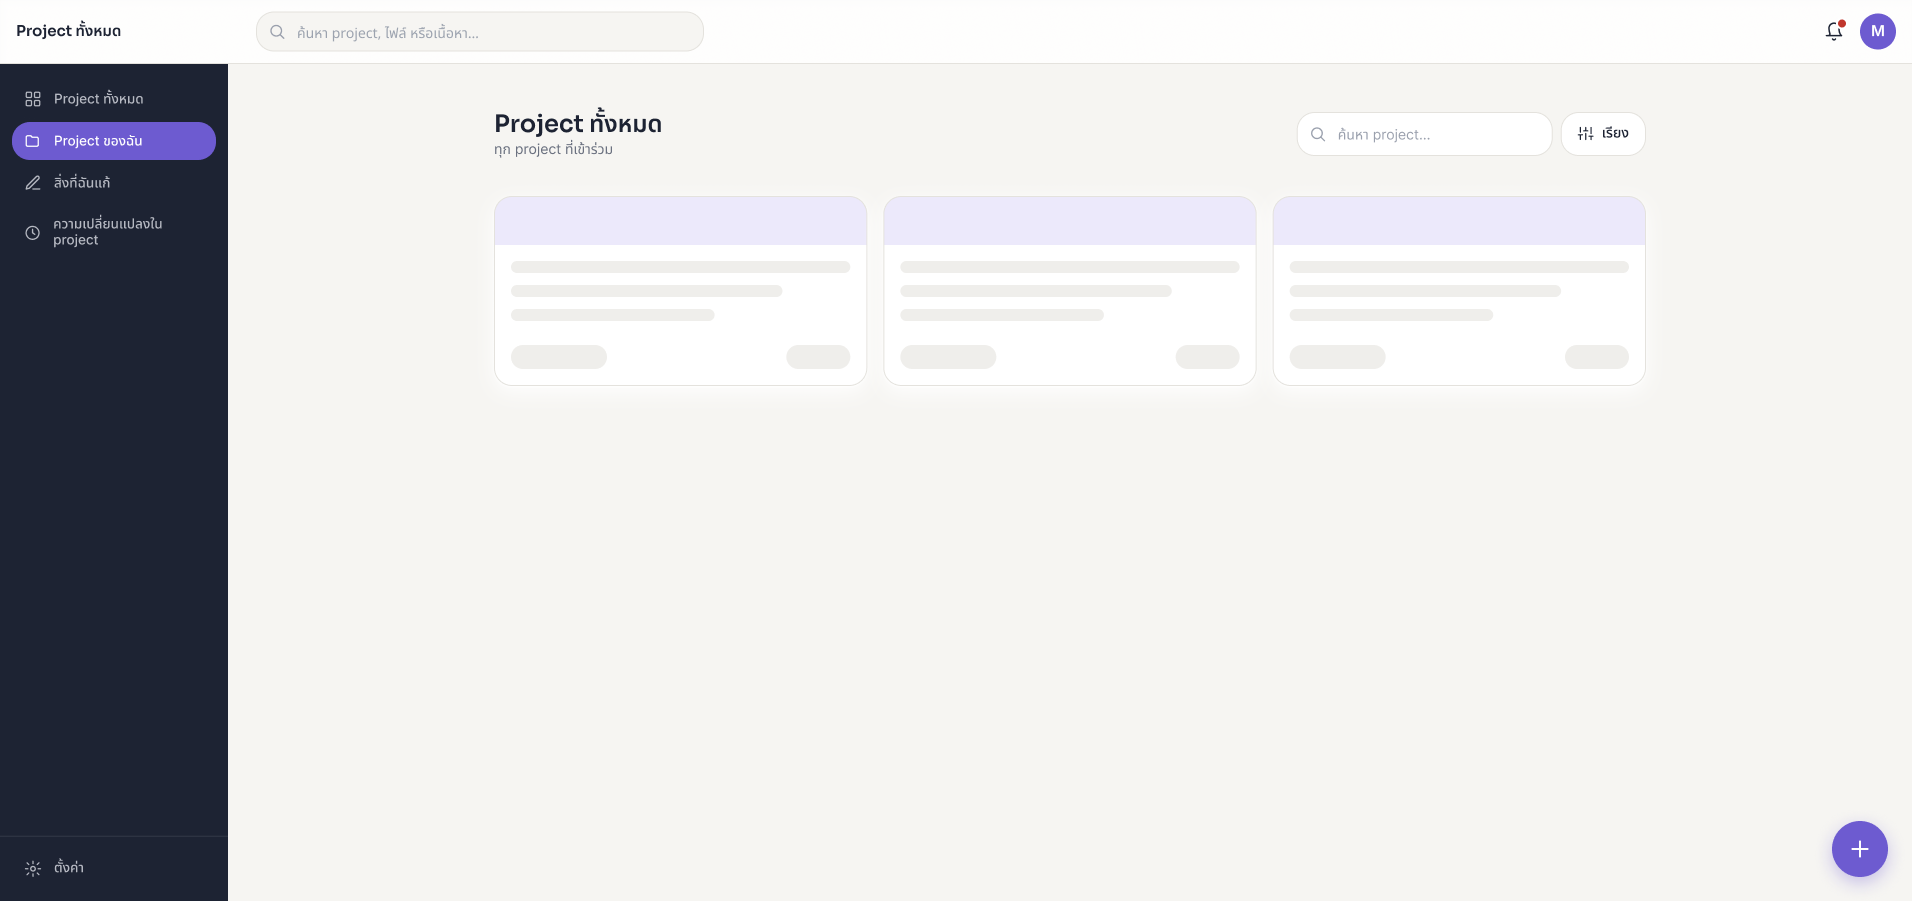 Project ทั้งหมด
ค้นหา project, ไฟล์ หรือเนื้อหา...
M
Project ทั้งหมด
Project ของฉัน
สิ่งที่ฉันแก้
ความเปลี่ยนแปลงใน
project
ตั้งค่า
Project ทั้งหมด
ทุก project ที่เข้าร่วม
ค้นหา project...
เรียง